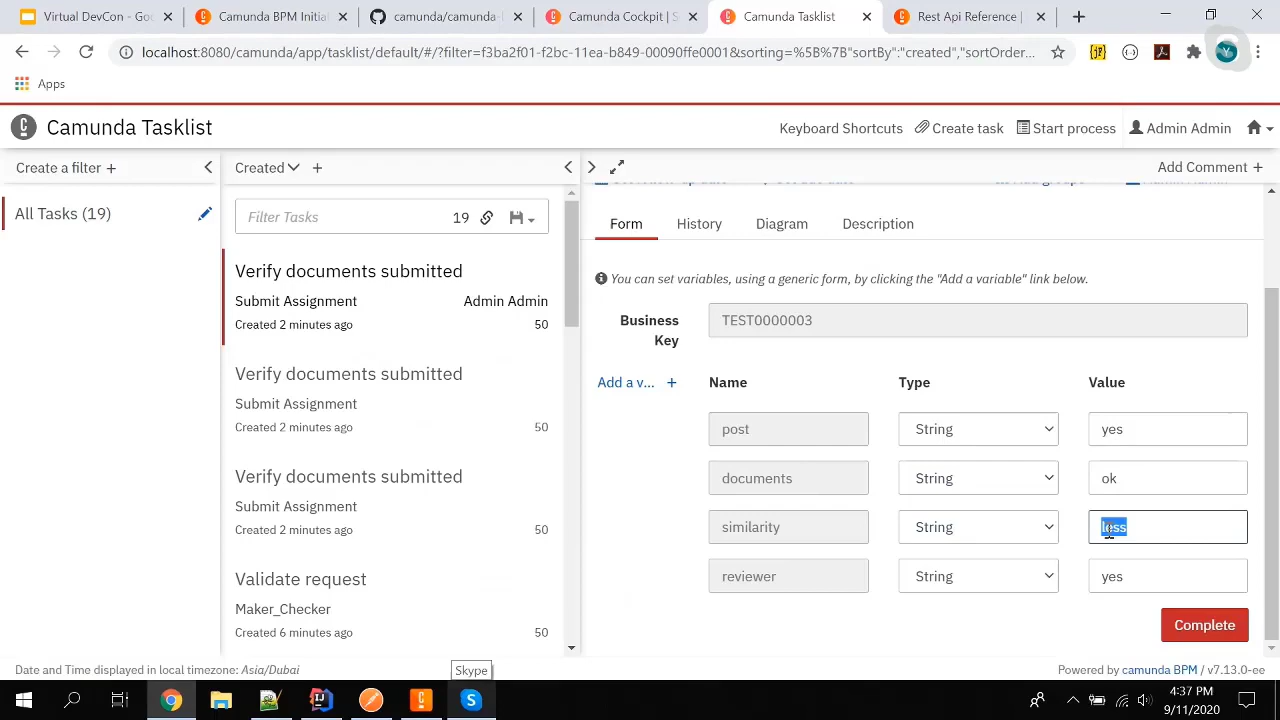 Video DevCon - Go
Camunda BPM Initial
camunda/camunda-
Camunda Cockpit | S
Camunda Tasklist
Rest Api Reference |
localhost:8080/camunda/app/tasklist/default/#/?filter=f3ba2f01-f2bc-11ea-b849-00090ffe0001&sorting=%5B%7B"sortBy":"created","sortOrder...
Apps
Camunda Tasklist
Keyboard Shortcuts
Create task
Start process
Admin Admin
Create a filter +
Created
+
Add Comment +
All Tasks (19)
Filter Tasks
19
Form
History
Diagram
Description
Verify documents submitted
Submit Assignment
Admin Admin
Created 2 minutes ago
50
Verify documents submitted
Submit Assignment
Created 2 minutes ago
50
Verify documents submitted
Submit Assignment
Created 2 minutes ago
50
Validate request
Maker_Checker
Created 6 minutes ago
50
You can set variables, using a generic form, by clicking the "Add a variable" link below.
Business
Key
TEST0000003
Add a v... +
Name
Type
Value
post
String
yes
documents
String
ok
similarity
String
less
reviewer
String
yes
Complete
Date and Time displayed in local timezone: Asia/Dubai
Skype
Powered by camunda BPM / v7.13.0-ee
4:37 PM
9/11/2020